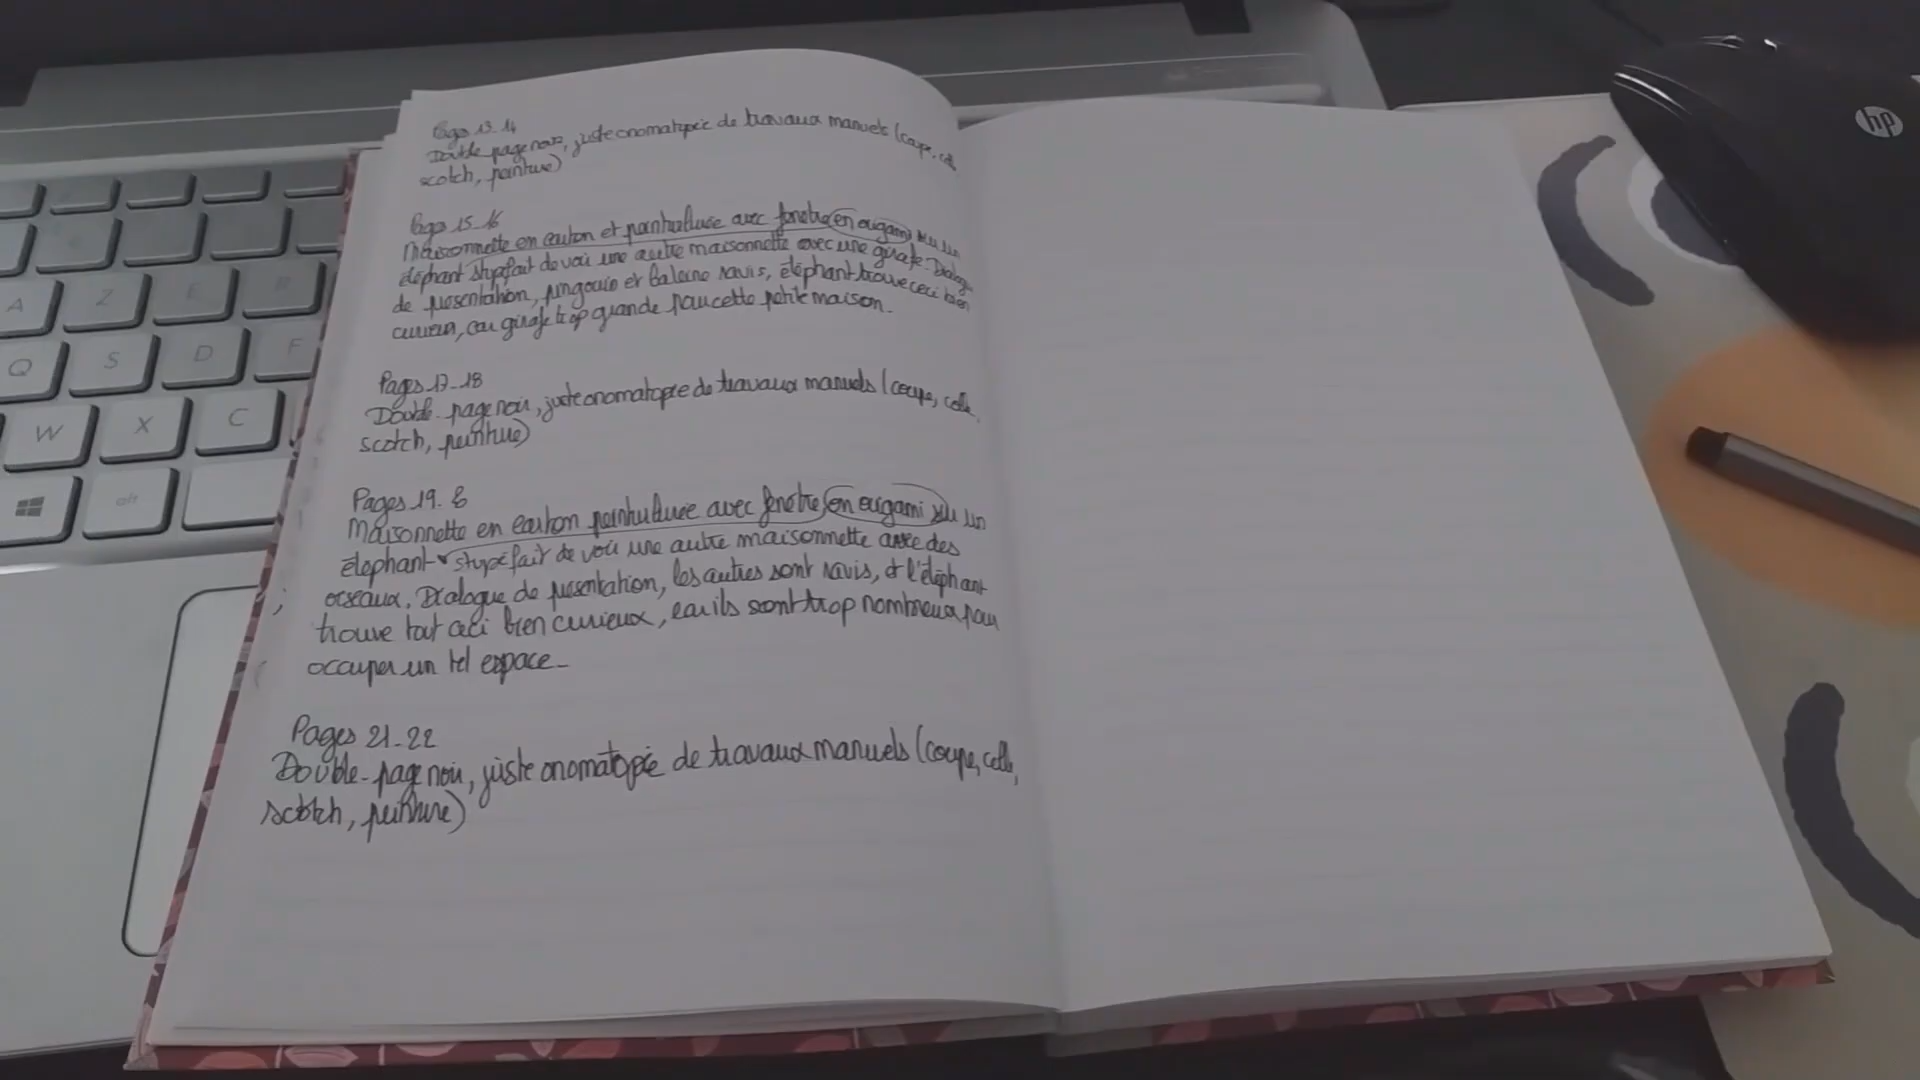 Pages 13-14
Double-page noir, juste onomatopée de travaux manuels (coupe, colle,
scotch, peinture)
Pages 15-16
Maisonnette en carton et peinturlurée avec fenêtre en origami vu un
éléphant stupéfait de voir une autre maisonnette avec une girafe. Dialogue
de présentation, pingouin et baleine ravis, éléphant trouve ceci bien
curieux, car girafe trop grande pour cette petite maison.
Pages 17-18
Double-page noir, juste onomatopée de travaux manuels (coupe, colle,
scotch, peinture)
Pages 19.
Maisonnette en carton peinturlurée avec fenêtre en origami vu un
éléphant stupéfait de voir une autre maisonnette avec des
oiseaux. Dialogue de présentation, les autres sont ravis, et l'éléphant
trouve tout ceci bien curieux, car ils sont trop nombreux pour
occuper un tel espace_
Pages 21-22
Double-page noir, juste onomatopée de travaux manuels (coupe, colle,
scotch, peinture)
hp
A
Z
E
R
Q
S
D
F
W
X
C
alt